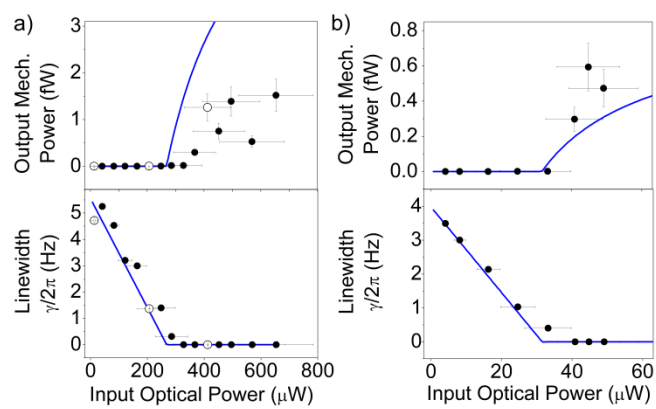 a)
Output Mech.
Power (fW)
3
2
1
0
Linewidth
γ/2π (Hz)
5
4
3
2
1
0
0 200 400 600 800
Input Optical Power (μW)
b)
Output Mech.
Power (fW)
0.8
0.6
0.4
0.2
0.0
Linewidth
γ/2π (Hz)
4
3
2
1
0
0 20 40 60
Input Optical Power (μW)